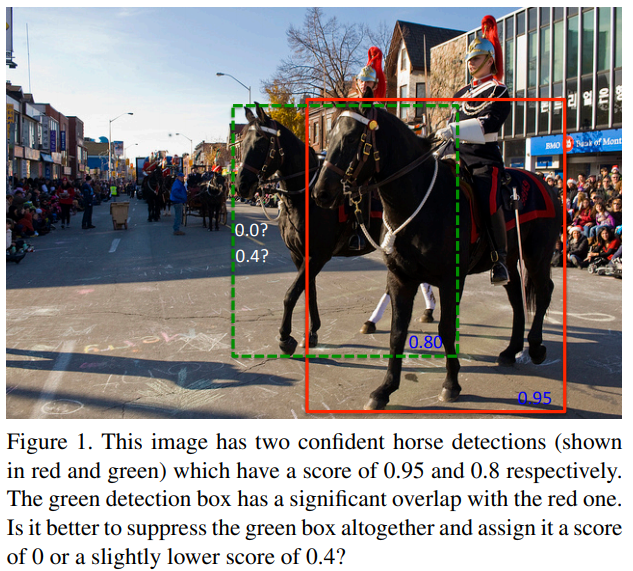 BMO Bank of Mont
0.0?
0.4?
0.80
0.95
Figure 1. This image has two confident horse detections (shown
in red and green) which have a score of 0.95 and 0.8 respectively.
The green detection box has a significant overlap with the red one.
Is it better to suppress the green box altogether and assign it a score
of 0 or a slightly lower score of 0.4?